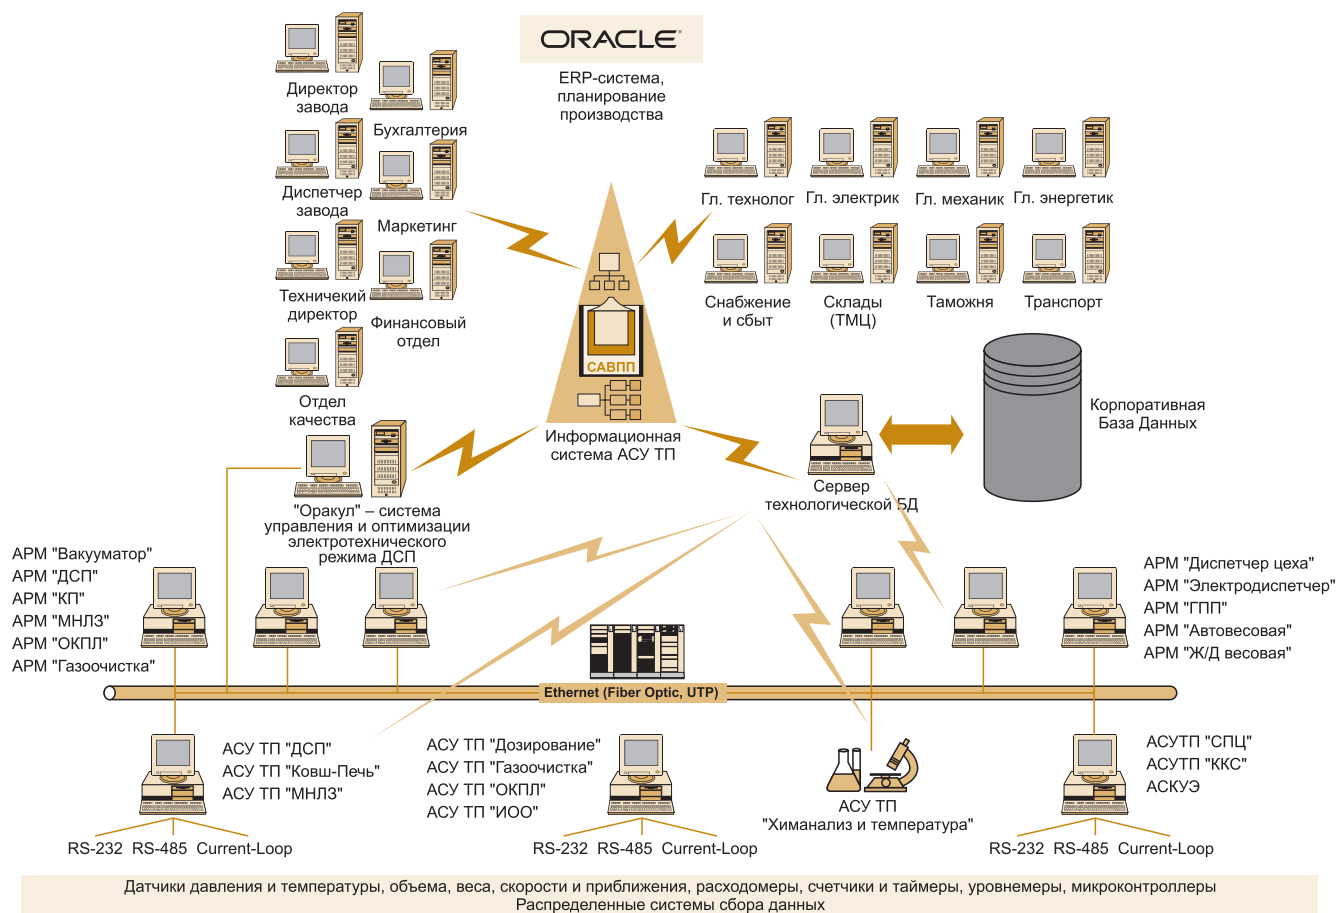 ORACLE
ERP-система,
планирование
производства
Директор
завода
Бухгалтерия
Диспетчер
завода
Маркетинг
Техничекий
директор
Финансовый
отдел
Отдел
качества
Гл. технолог
Гл. электрик
Гл. механик
Гл. энергетик
Снабжение
и сбыт
Склады
(ТМЦ)
Таможня
Транспорт
САВПП
Информационная
система АСУ ТП
Корпоративная
База Данных
Сервер
технологической БД
"Оракул" – система
управления и оптимизации
электротехнического
режима ДСП
АРМ "Вакууматор"
АРМ "ДСП"
АРМ "КП"
АРМ "МНЛЗ"
АРМ "ОКПЛ"
АРМ "Газоочистка"
АРМ "Диспетчер цеха"
АРМ "Электродиспетчер"
АРМ "ГПП"
АРМ "Автовесовая"
АРМ "Ж/Д весовая"
Ethernet (Fiber Optic, UTP)
АСУ ТП "ДСП"
АСУ ТП "Ковш-Печь"
АСУ ТП "МНЛЗ"
АСУ ТП "Дозирование"
АСУ ТП "Газоочистка"
АСУ ТП "ОКПЛ"
АСУ ТП "ИОО"
АСУ ТП
"Химанализ и температура"
АСУТП "СПЦ"
АСУТП "ККС"
АСКУЭ
RS-232 RS-485 Current-Loop
RS-232 RS-485 Current-Loop
RS-232 RS-485 Current-Loop
Датчики давления и температуры, объема, веса, скорости и приближения, расходомеры, счетчики и таймеры, уровнемеры, микроконтроллеры
Распределенные системы сбора данных